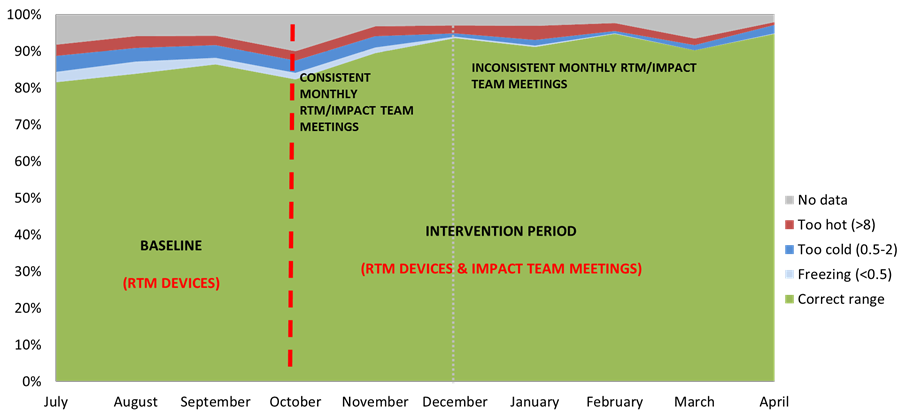 100%
90%
80%
70%
60%
50%
40%
30%
20%
10%
0%
CONSISTENT
MONTHLY
RTM/IMPACT TEAM
MEETINGS
INCONSISTENT MONTHLY RTM/IMPACT
TEAM MEETINGS
BASELINE
(RTM DEVICES)
INTERVENTION PERIOD
(RTM DEVICES & IMPACT TEAM MEETINGS)
No data
Too hot (>8)
Too cold (0.5-2)
Freezing (<0.5)
Correct range
July August September October November December January February March April